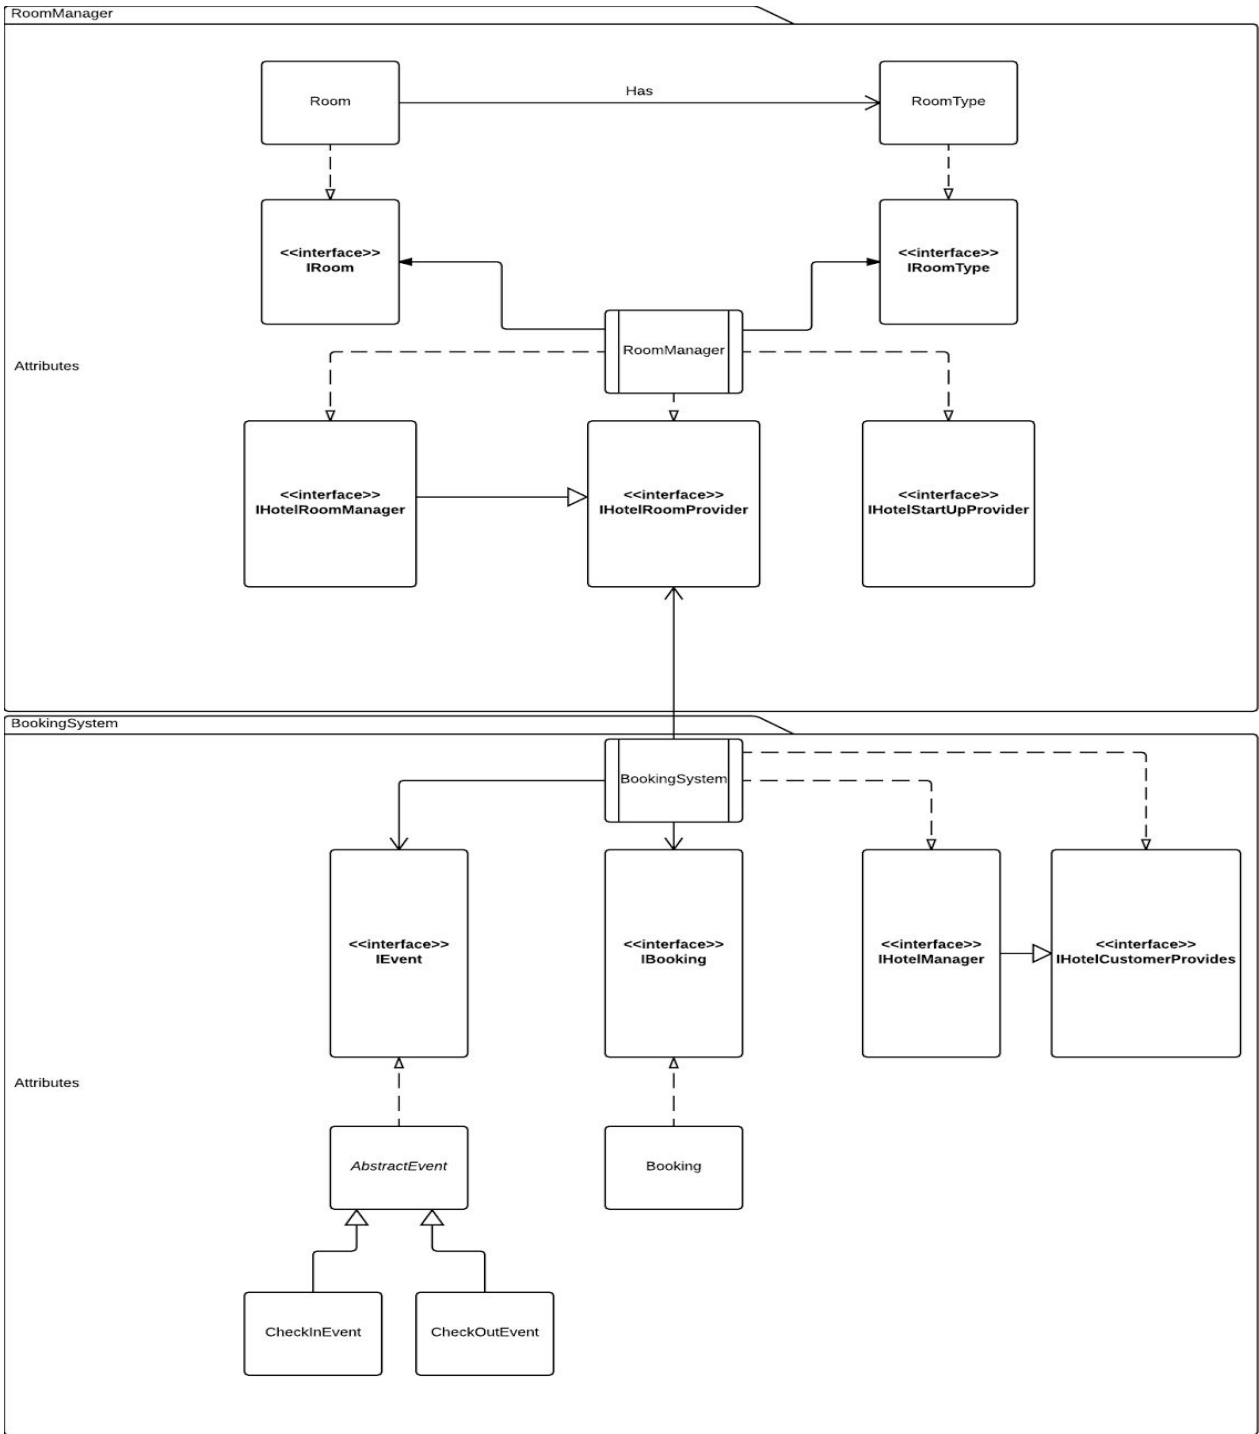 RoomManager
Room
Has
RoomType
<<interface>>
IRoom
<<interface>>
IRoomType
RoomManager
Attributes
<<interface>>
IHotelRoomManager
<<interface>>
IHotelRoomProvider
<<interface>>
IHotelStartUpProvider
BookingSystem
BookingSystem
<<interface>>
IEvent
<<interface>>
IBooking
<<interface>>
IHotelManager
<<interface>>
IHotelCustomerProvides
Attributes
AbstractEvent
Booking
CheckInEvent
CheckOutEvent